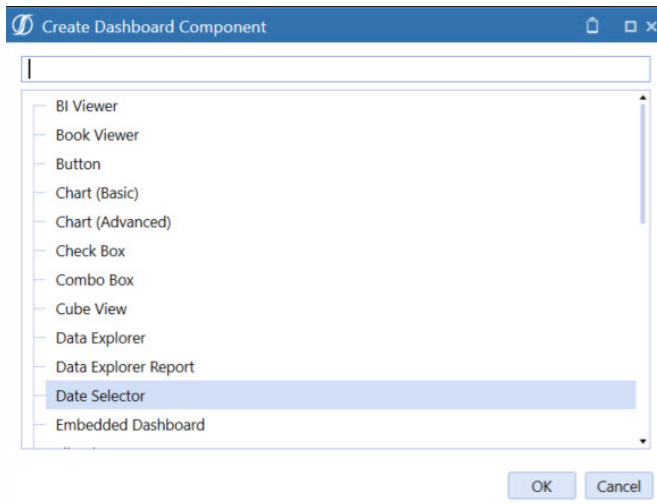 Create Dashboard Component
BI Viewer
Book Viewer
Button
Chart (Basic)
Chart (Advanced)
Check Box
Combo Box
Cube View
Data Explorer
Data Explorer Report
Date Selector
Embedded Dashboard
OK Cancel